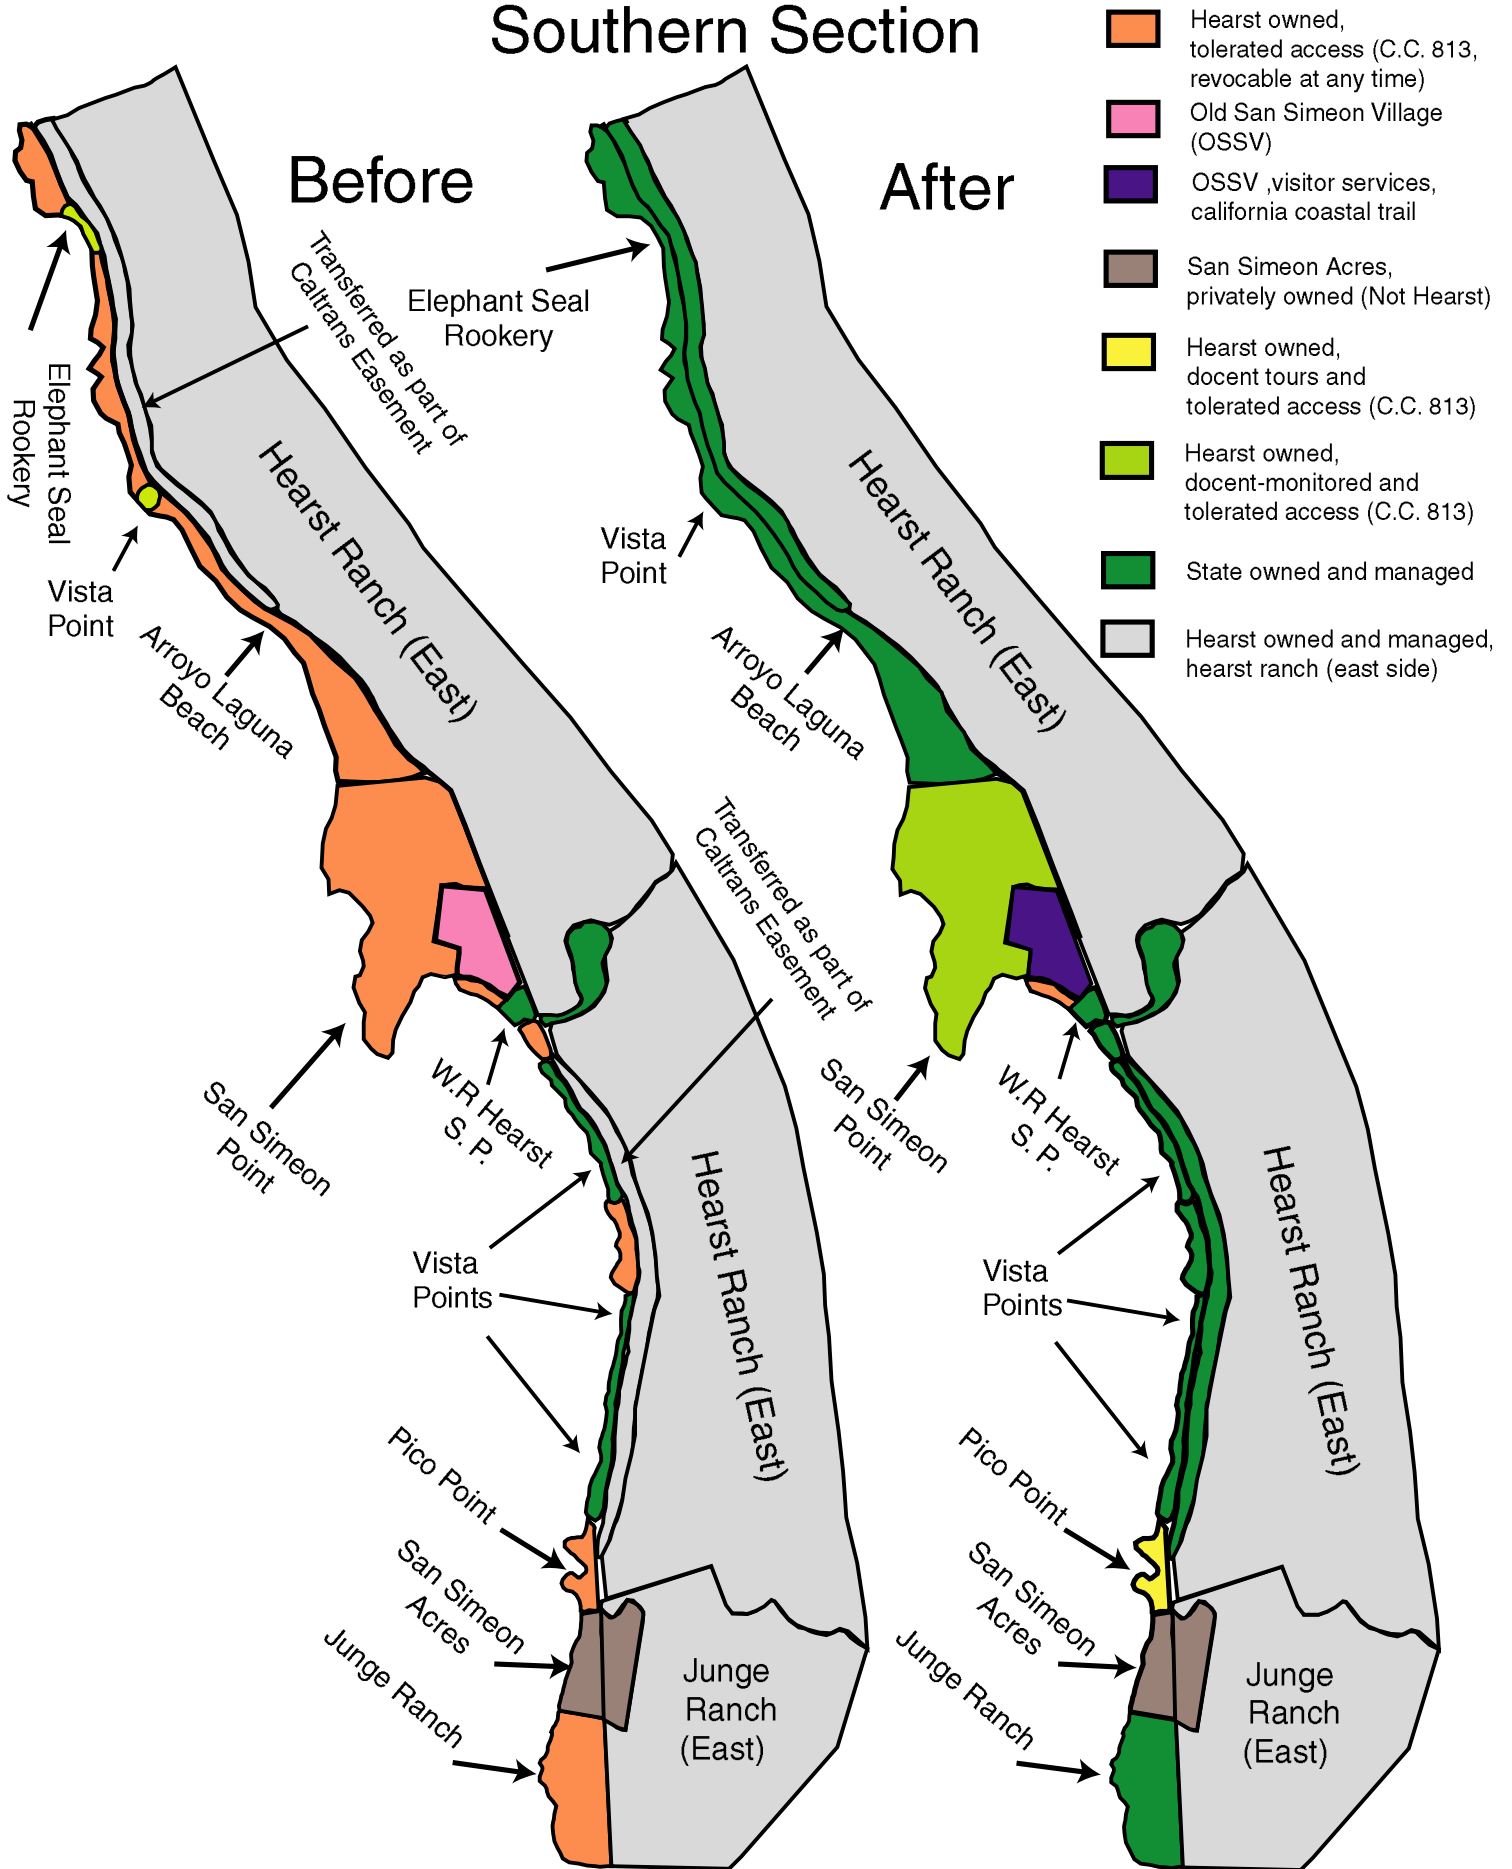 Southern Section
Before
After
Hearst owned,
tolerated access (C.C. 813,
revocable at any time)
Old San Simeon Village
(OSSV)
OSSV ,visitor services,
california coastal trail
San Simeon Acres,
privately owned (Not Hearst)
Hearst owned,
docent tours and
tolerated access (C.C. 813)
Hearst owned,
docent-monitored and
tolerated access (C.C. 813)
State owned and managed
Hearst owned and managed,
hearst ranch (east side)
Transferred as part of
Caltrans Easement
Elephant Seal
Rookery
Vista
Point
Arroyo Laguna
Beach
Hearst Ranch (East)
Transferred as part of
Caltrans Easement
San Simeon
Point
W.R Hearst
S. P.
Vista
Points
Hearst Ranch (East)
Pico Point
San Simeon
Acres
Junge Ranch
Junge
Ranch
(East)
Elephant Seal
Rookery
Vista
Point
Arroyo Laguna
Beach
Hearst Ranch (East)
San Simeon
Point
W.R Hearst
S. P.
Vista
Points
Hearst Ranch (East)
Pico Point
San Simeon
Acres
Junge Ranch
Junge
Ranch
(East)